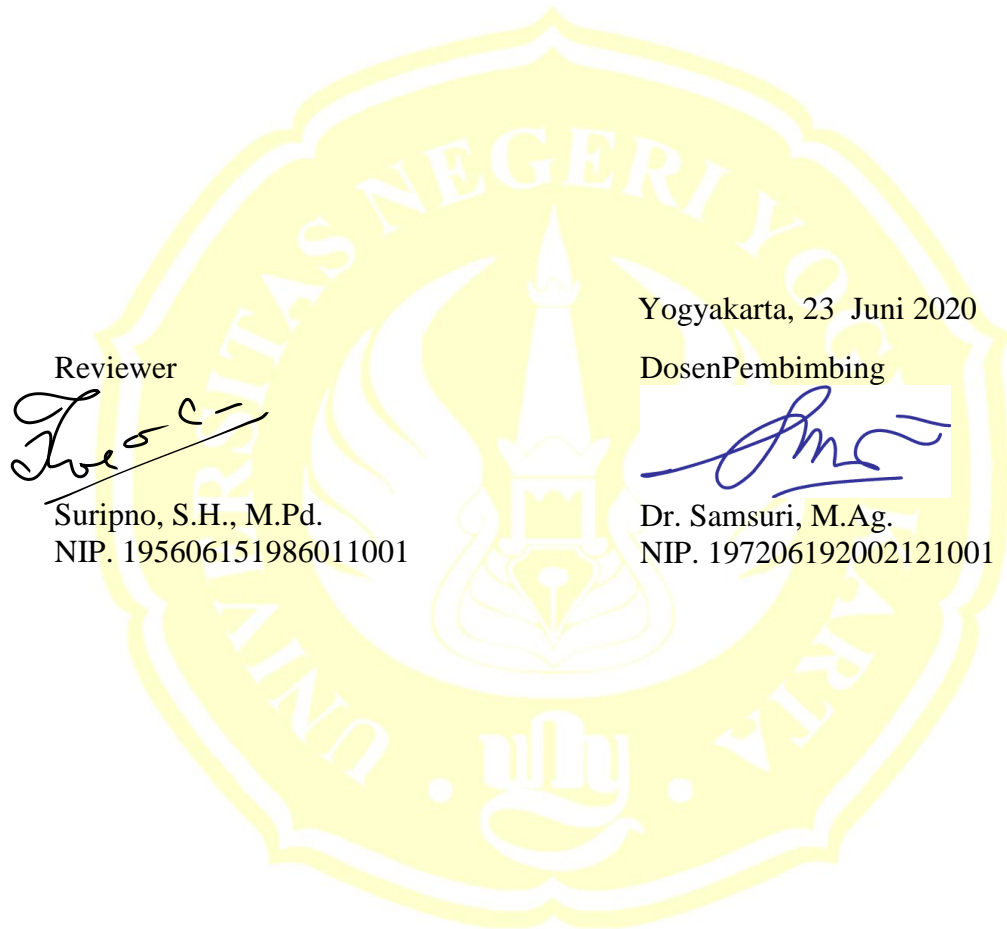 UNIVERSITAS NEGERI YOGYAKARTA
Yogyakarta, 23 Juni 2020
Reviewer
DosenPembimbing
Suripno, S.H., M.Pd.
NIP. 195606151986011001
Dr. Samsuri, M.Ag.
NIP. 197206192002121001